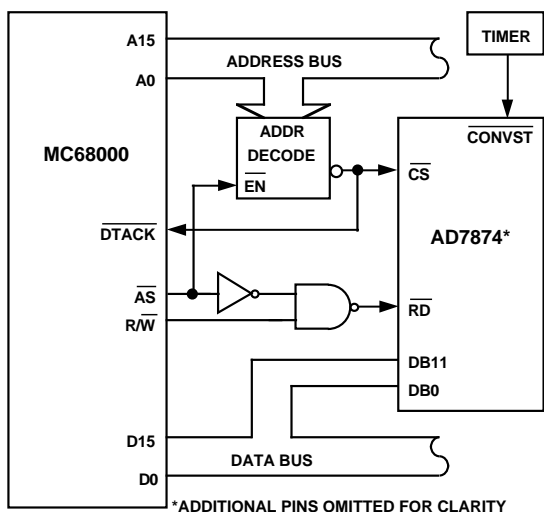 A15
ADDRESS BUS
TIMER
A0
MC68000
ADDR
DECODE
EN
CONVST
CS
DTACK
AD7874*
AS
R/W
RD
DB11
DB0
D15
DATA BUS
D0
*ADDITIONAL PINS OMITTED FOR CLARITY